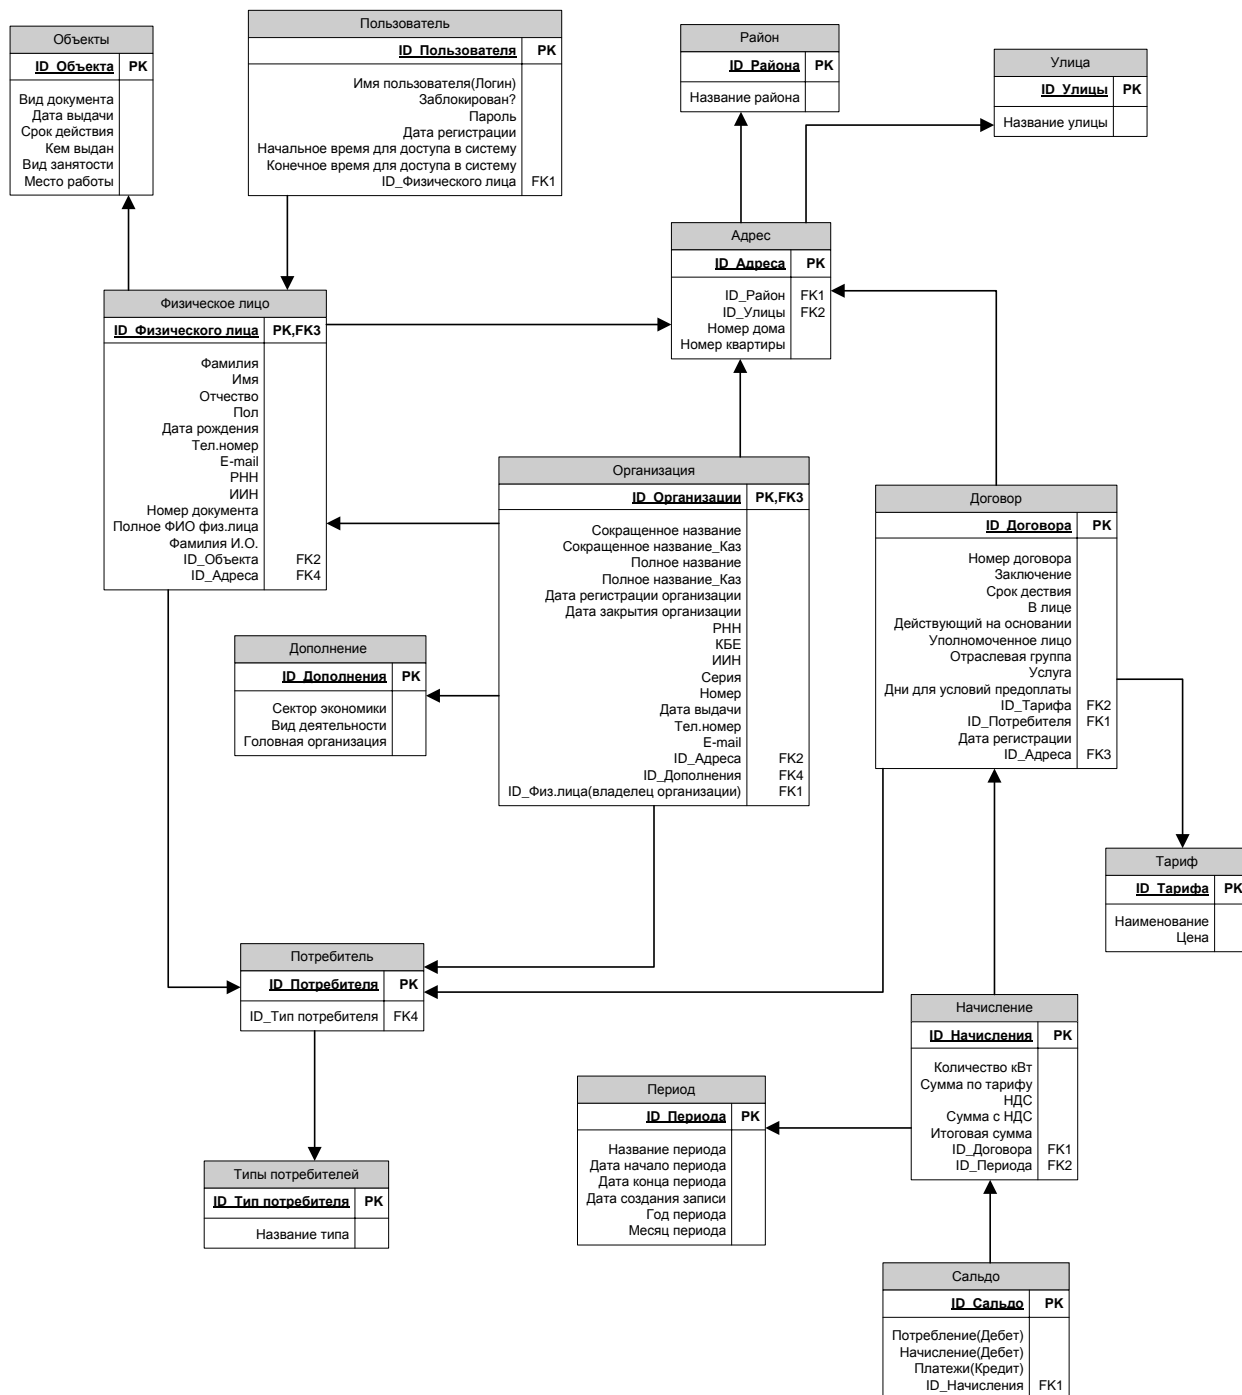 Объекты
ID_Объекта PK
Вид документа
Дата выдачи
Срок действия
Кем выдан
Вид занятости
Место работы
Пользователь
ID_Пользователя PK
Имя пользователя(Логин)
Заблокирован?
Пароль
Дата регистрации
Начальное время для доступа в систему
Конечное время для доступа в систему
ID_Физического лица FK1
Район
ID_Района PK
Название района
Улица
ID_Улицы PK
Название улицы
Адрес
ID_Адреса PK
ID_Район FK1
ID_Улицы FK2
Номер дома
Номер квартиры
Физическое лицо
ID_Физического лица PK,FK3
Фамилия
Имя
Отчество
Пол
Дата рождения
Тел.номер
E-mail
РНН
ИИН
Номер документа
Полное ФИО физ.лица
Фамилия И.О.
ID_Объекта FK2
ID_Адреса FK4
Организация
ID_Организации PK,FK3
Сокращенное название
Сокращенное название_Каз
Полное название
Полное название_Каз
Дата регистрации организации
Дата закрытия организации
РНН
КБЕ
ИИН
Серия
Номер
Дата выдачи
Тел.номер
E-mail
ID_Адреса FK2
ID_Дополнения FK4
ID_Физ.лица(владелец организации) FK1
Договор
ID_Договора PK
Номер договора
Заключение
Срок дествия
В лице
Действующий на основании
Уполномоченное лицо
Отраслевая группа
Услуга
Дни для условий предоплаты
ID_Тарифа FK2
ID_Потребителя FK1
Дата регистрации
ID_Адреса FK3
Дополнение
ID_Дополнения PK
Сектор экономики
Вид деятельности
Головная организация
Тариф
ID_Тарифа PK
Наименование
Цена
Потребитель
ID_Потребителя PK
ID_Тип потребителя FK4
Начисление
ID_Начисления PK
Количество кВт
Сумма по тарифу
НДС
Сумма с НДС
Итоговая сумма
ID_Договора FK1
ID_Периода FK2
Период
ID_Периода PK
Название периода
Дата начало периода
Дата конца периода
Дата создания записи
Год периода
Месяц периода
Типы потребителей
ID_Тип потребителя PK
Название типа
Сальдо
ID_Сальдо PK
Потребление(Дебет)
Начисление(Дебет)
Платежи(Кредит)
ID_Начисления FK1